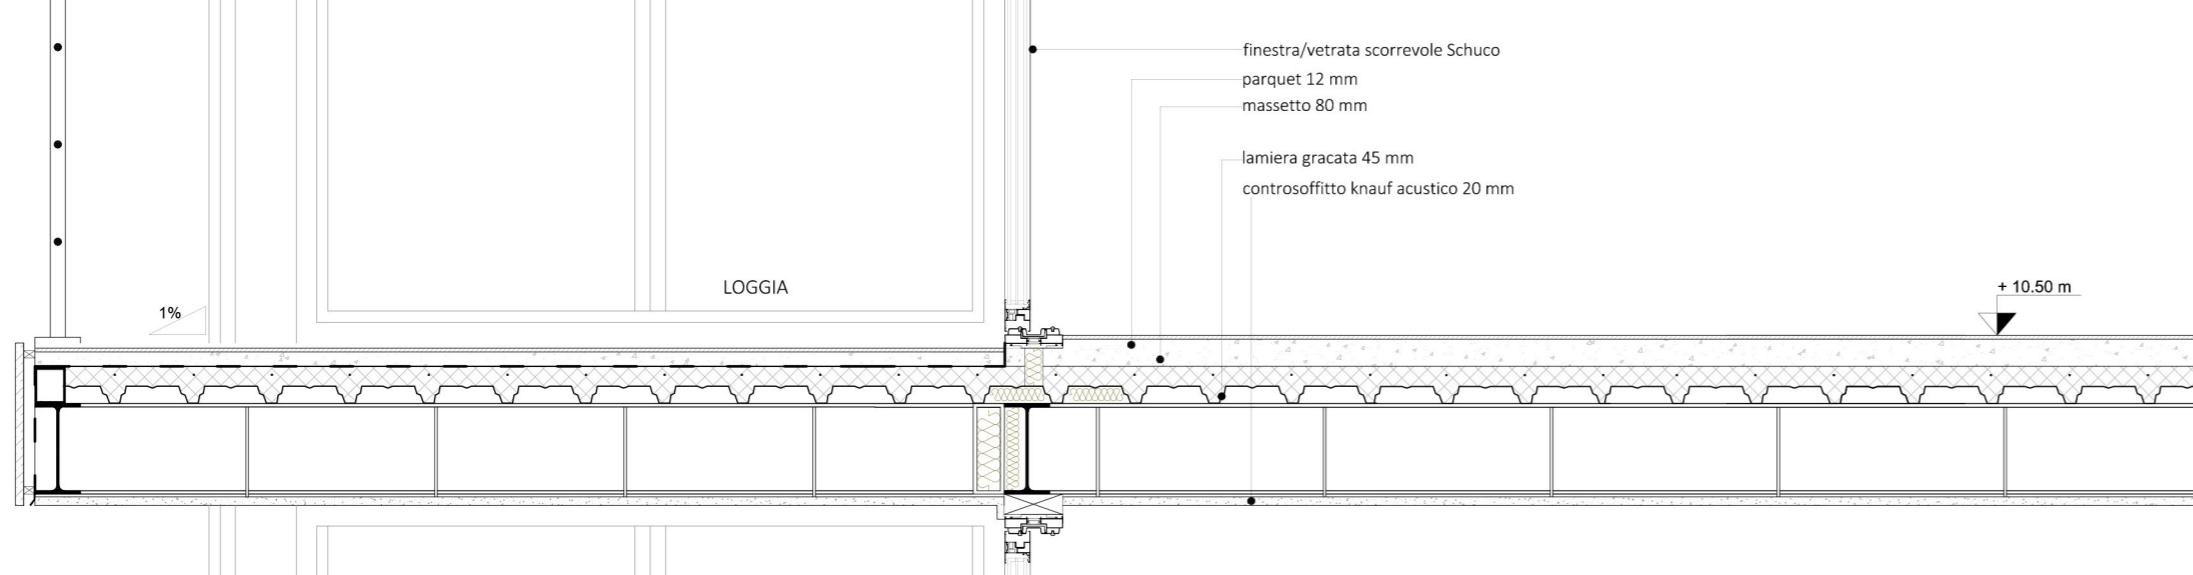 finestra/vetrata scorrevole Schuco
parquet 12 mm
massetto 80 mm
lamiera gracata 45 mm
controsoffitto knauf acustico 20 mm
LOGGIA
+ 10.50 m
1%